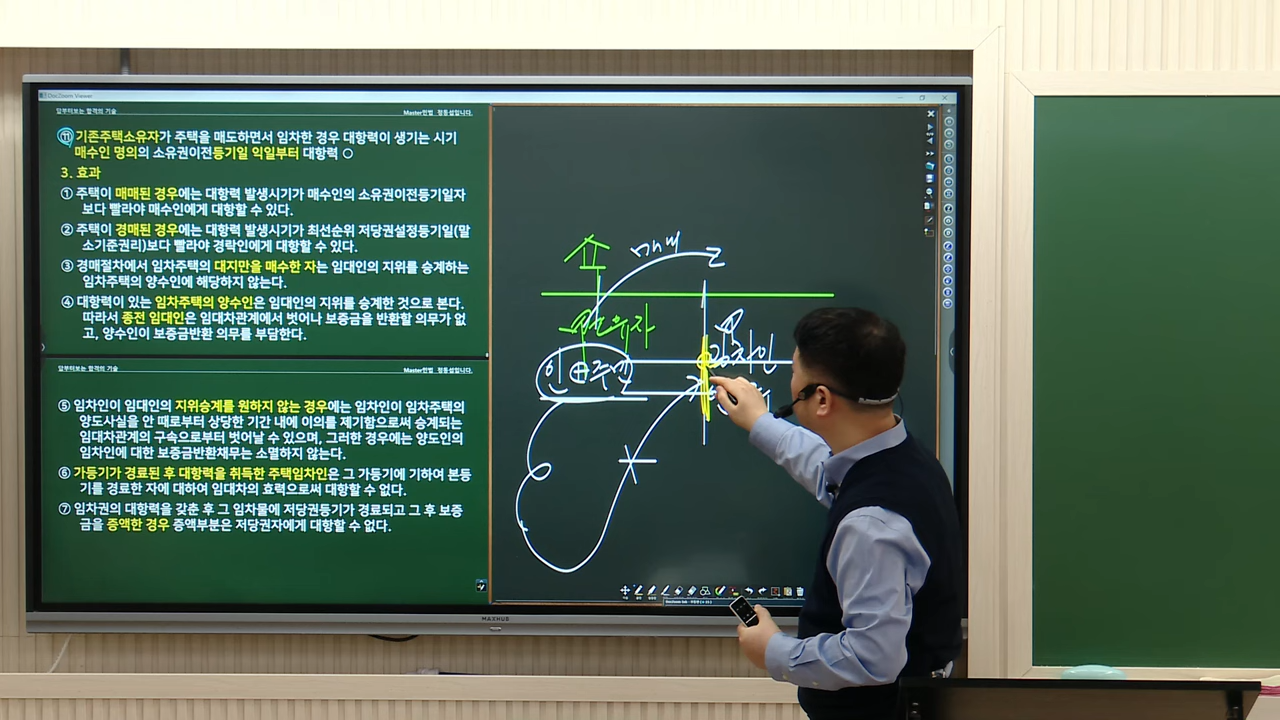 DocZoom Viewer
앞부터보는 합격의 기술
Master민법 정동섭입니다.
⑪ 기존주택소유자가 주택을 매도하면서 임차한 경우 대항력이 생기는 시기
매수인 명의의 소유권이전등기일 익일부터 대항력 ○
3. 효과
① 주택이 매매된 경우에는 대항력 발생시기가 매수인의 소유권이전등기일자
보다 빨라야 매수인에게 대항할 수 있다.
② 주택이 경매된 경우에는 대항력 발생시기가 최선순위 저당권설정등기일(말
소기준권리)보다 빨라야 경락인에게 대항할 수 있다.
③ 경매절차에서 임차주택의 대지만을 매수한 자는 임대인의 지위를 승계하는
임차주택의 양수인에 해당하지 않는다.
④ 대항력이 있는 임차주택의 양수인은 임대인의 지위를 승계한 것으로 본다.
따라서 종전 임대인은 임대차관계에서 벗어나 보증금을 반환할 의무가 없
고, 양수인이 보증금반환 의무를 부담한다.
앞부터보는 합격의 기술
Master민법 정동섭입니다.
⑤ 임차인이 임대인의 지위승계를 원하지 않는 경우에는 임차인이 임차주택의
양도사실을 안 때로부터 상당한 기간 내에 이의를 제기함으로써 승계되는
임대차관계의 구속으로부터 벗어날 수 있으며, 그러한 경우에는 양도인의
임차인에 대한 보증금반환채무는 소멸하지 않는다.
⑥ 가등기가 경료된 후 대항력을 취득한 주택임차인은 그 가등기에 기하여 본등
기를 경료한 자에 대하여 임대차의 효력으로써 대항할 수 없다.
⑦ 임차권의 대항력을 갖춘 후 그 임차물에 저당권등기가 경료되고 그 후 보증
금을 증액한 경우 증액부분은 저당권자에게 대항할 수 없다.
매매
소유자
임차인
인 + 주민
MAXHUB